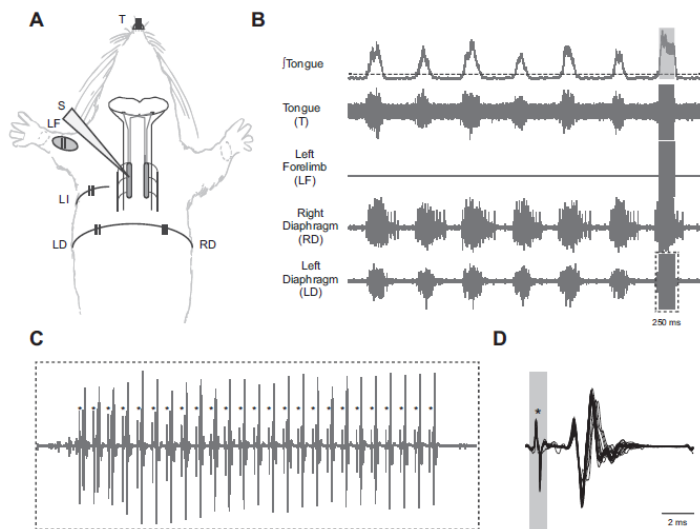 A
T
S
LF
LI
LD
RD
B
∫Tongue
Tongue
(T)
Left
Forelimb
(LF)
Right
Diaphragm
(RD)
Left
Diaphragm
(LD)
250 ms
C
* * * * * * * * * * * * * * * * * * * * * * * * *
D
*
2 ms